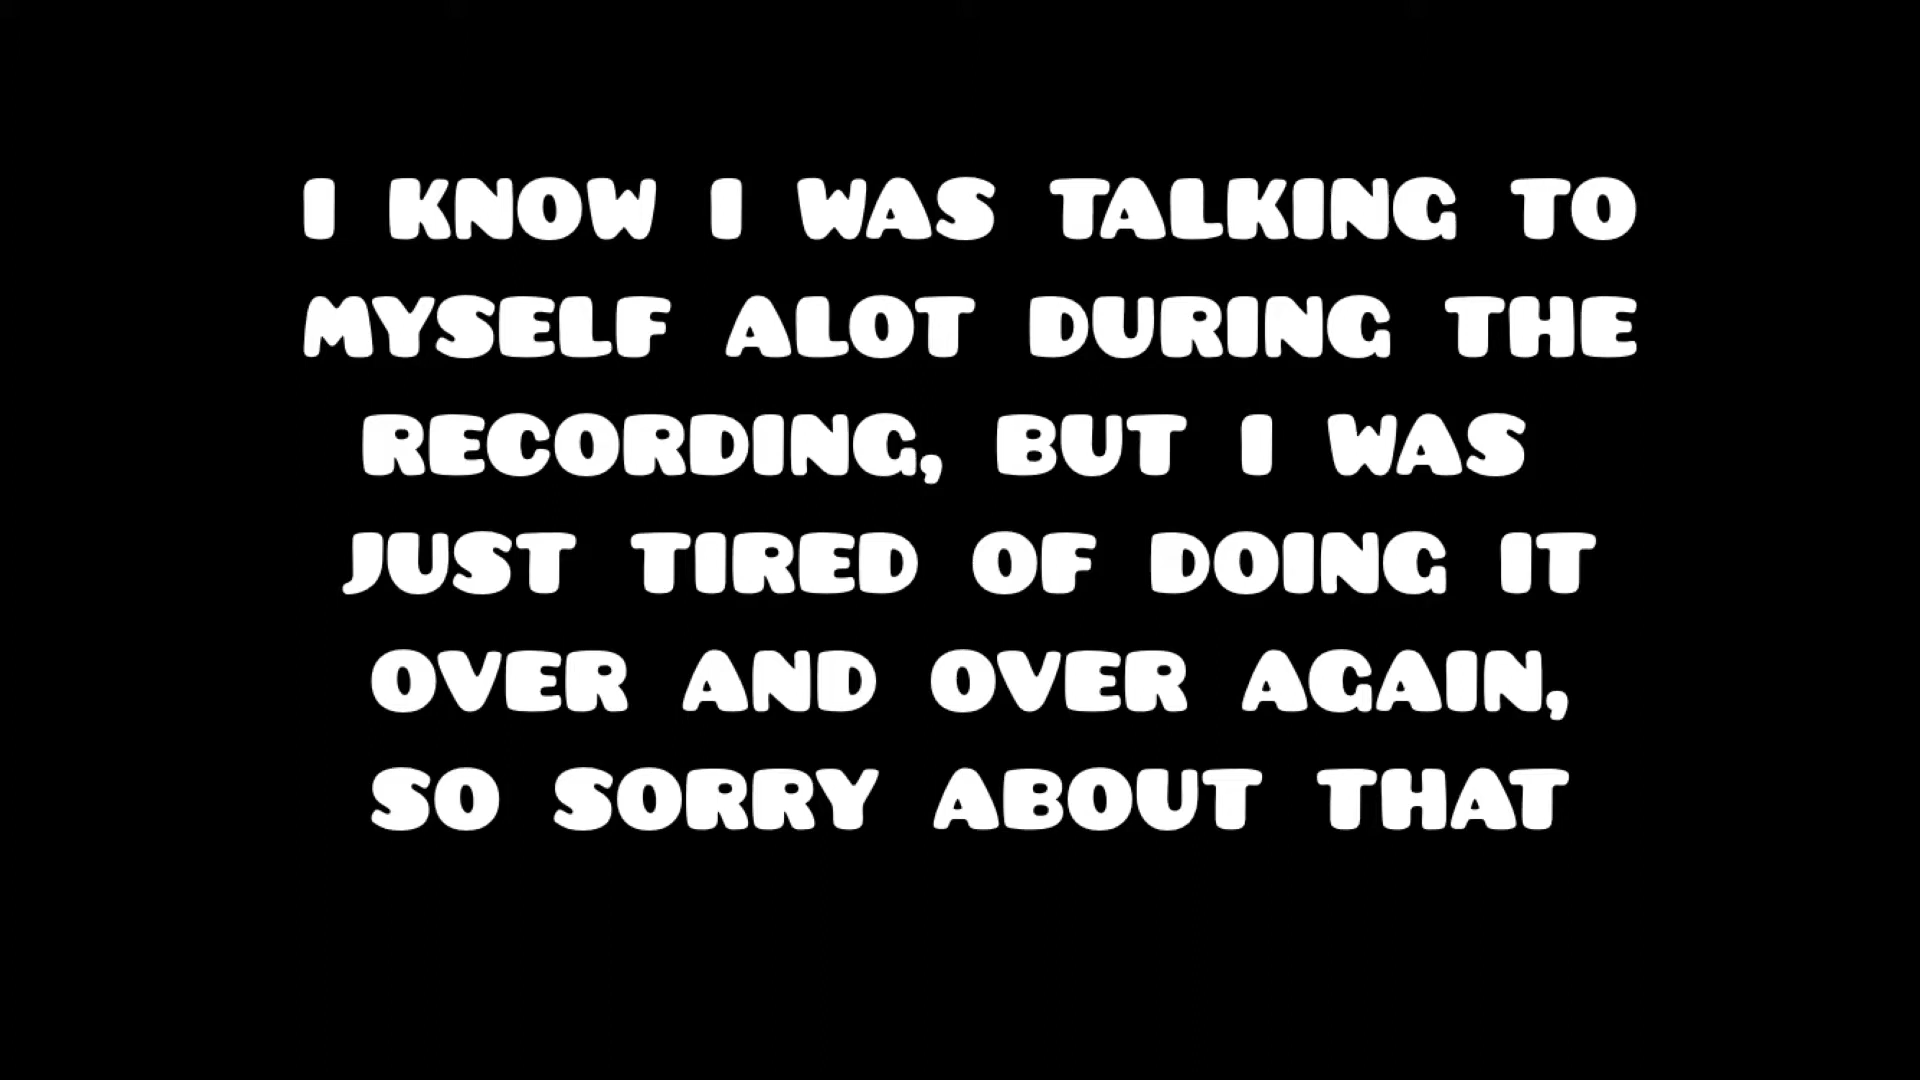 I KNOW I WAS TALKING TO
MYSELF ALOT DURING THE
RECORDING, BUT I WAS
JUST TIRED OF DOING IT
OVER AND OVER AGAIN,
SO SORRY ABOUT THAT